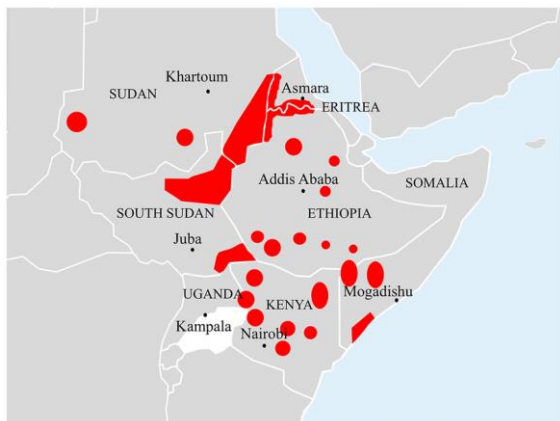 Khartoum
Asmara
SUDAN
ERITREA
Addis Ababa
SOMALIA
SOUTH SUDAN
ETHIOPIA
Juba
UGANDA
KENYA
Mogadishu
Kampala
Nairobi